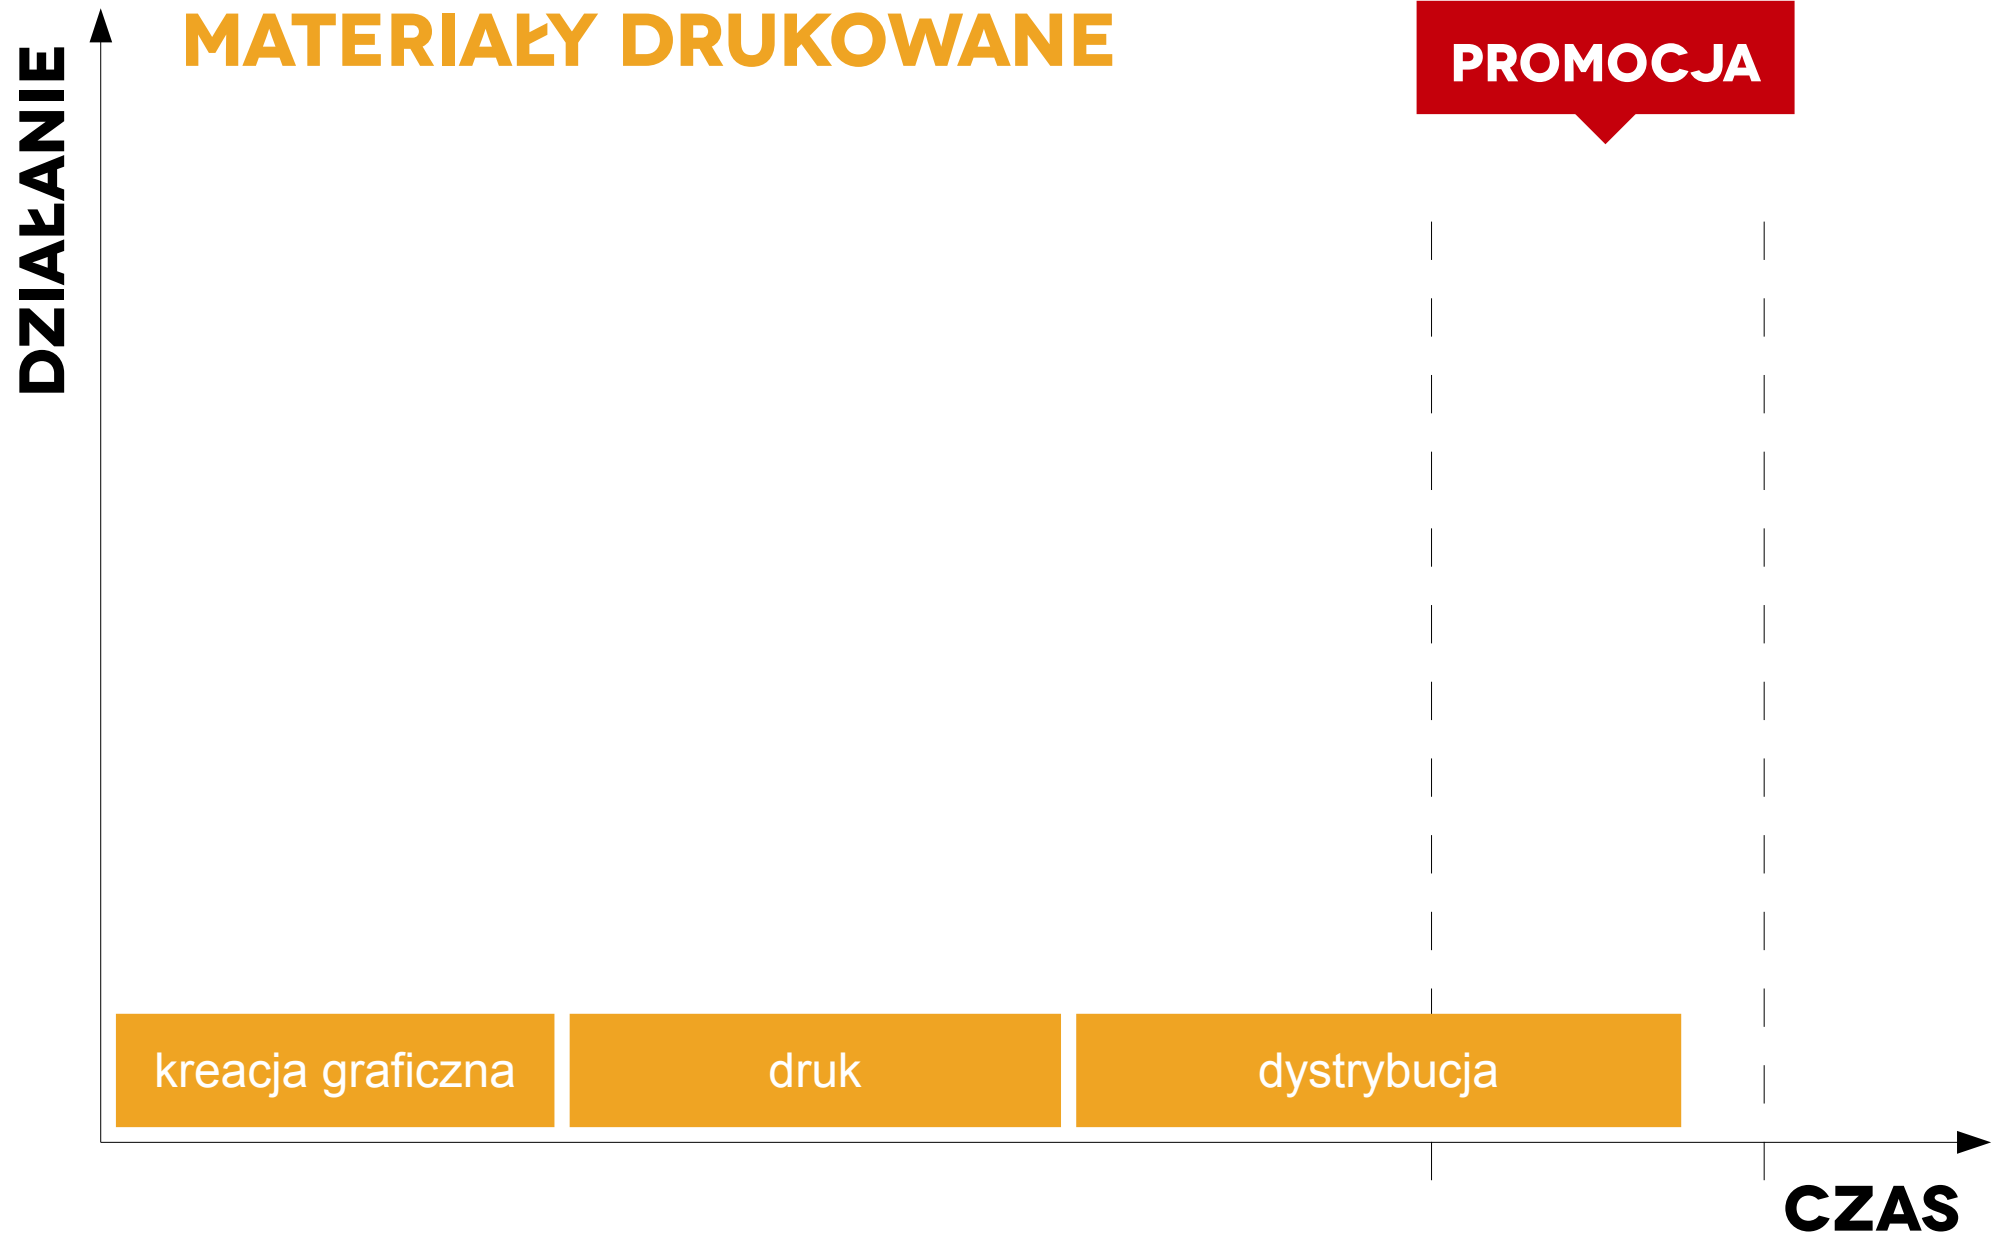 MATERIAŁY DRUKOWANE
PROMOCJA
DZIAŁANIE
kreacja graficzna
druk
dystrybucja
CZAS